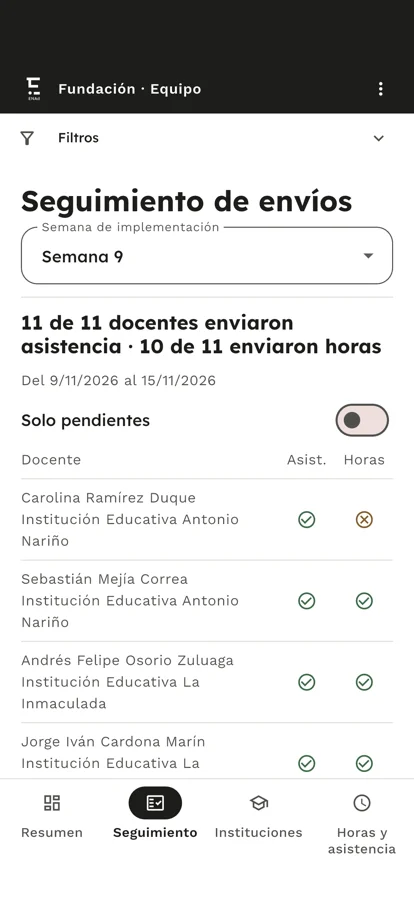 ENAU
Fundación · Equipo
Filtros
Seguimiento de envíos
Semana de implementación
Semana 9
11 de 11 docentes enviaron
asistencia · 10 de 11 enviaron horas
Del 9/11/2026 al 15/11/2026
Solo pendientes
Docente Asist. Horas
Carolina Ramírez Duque
Institución Educativa Antonio
Nariño
Sebastián Mejía Correa
Institución Educativa Antonio
Nariño
Andrés Felipe Osorio Zuluaga
Institución Educativa La
Inmaculada
Jorge Iván Cardona Marín
Institución Educativa La
Resumen Seguimiento Instituciones Horas y
asistencia